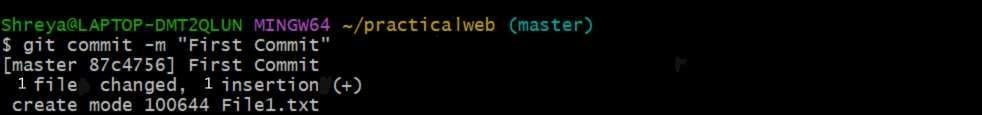 Shreya@LAPTOP-DMT2QLUN MINGW64 ~/practicalweb (master)
$ git commit -m "First Commit"
[master 87c4756] First Commit
 1 file changed, 1 insertion (+)
 create mode 100644 File1.txt